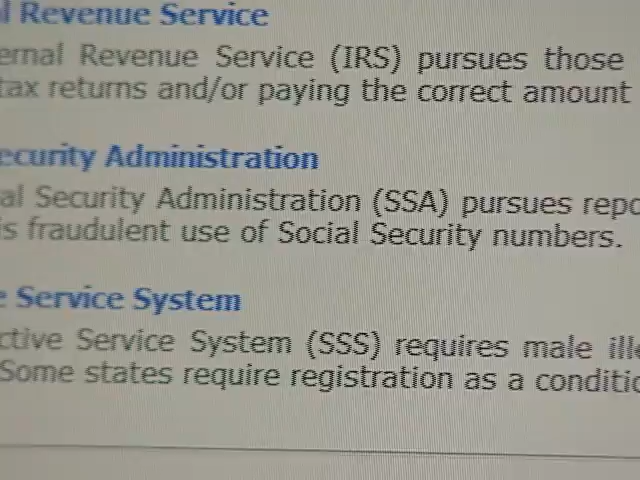 l Revenue Service
ernal Revenue Service (IRS) pursues those
tax returns and/or paying the correct amount
ecurity Administration
al Security Administration (SSA) pursues repo
is fraudulent use of Social Security numbers.
e Service System
ctive Service System (SSS) requires male ille
Some states require registration as a conditio